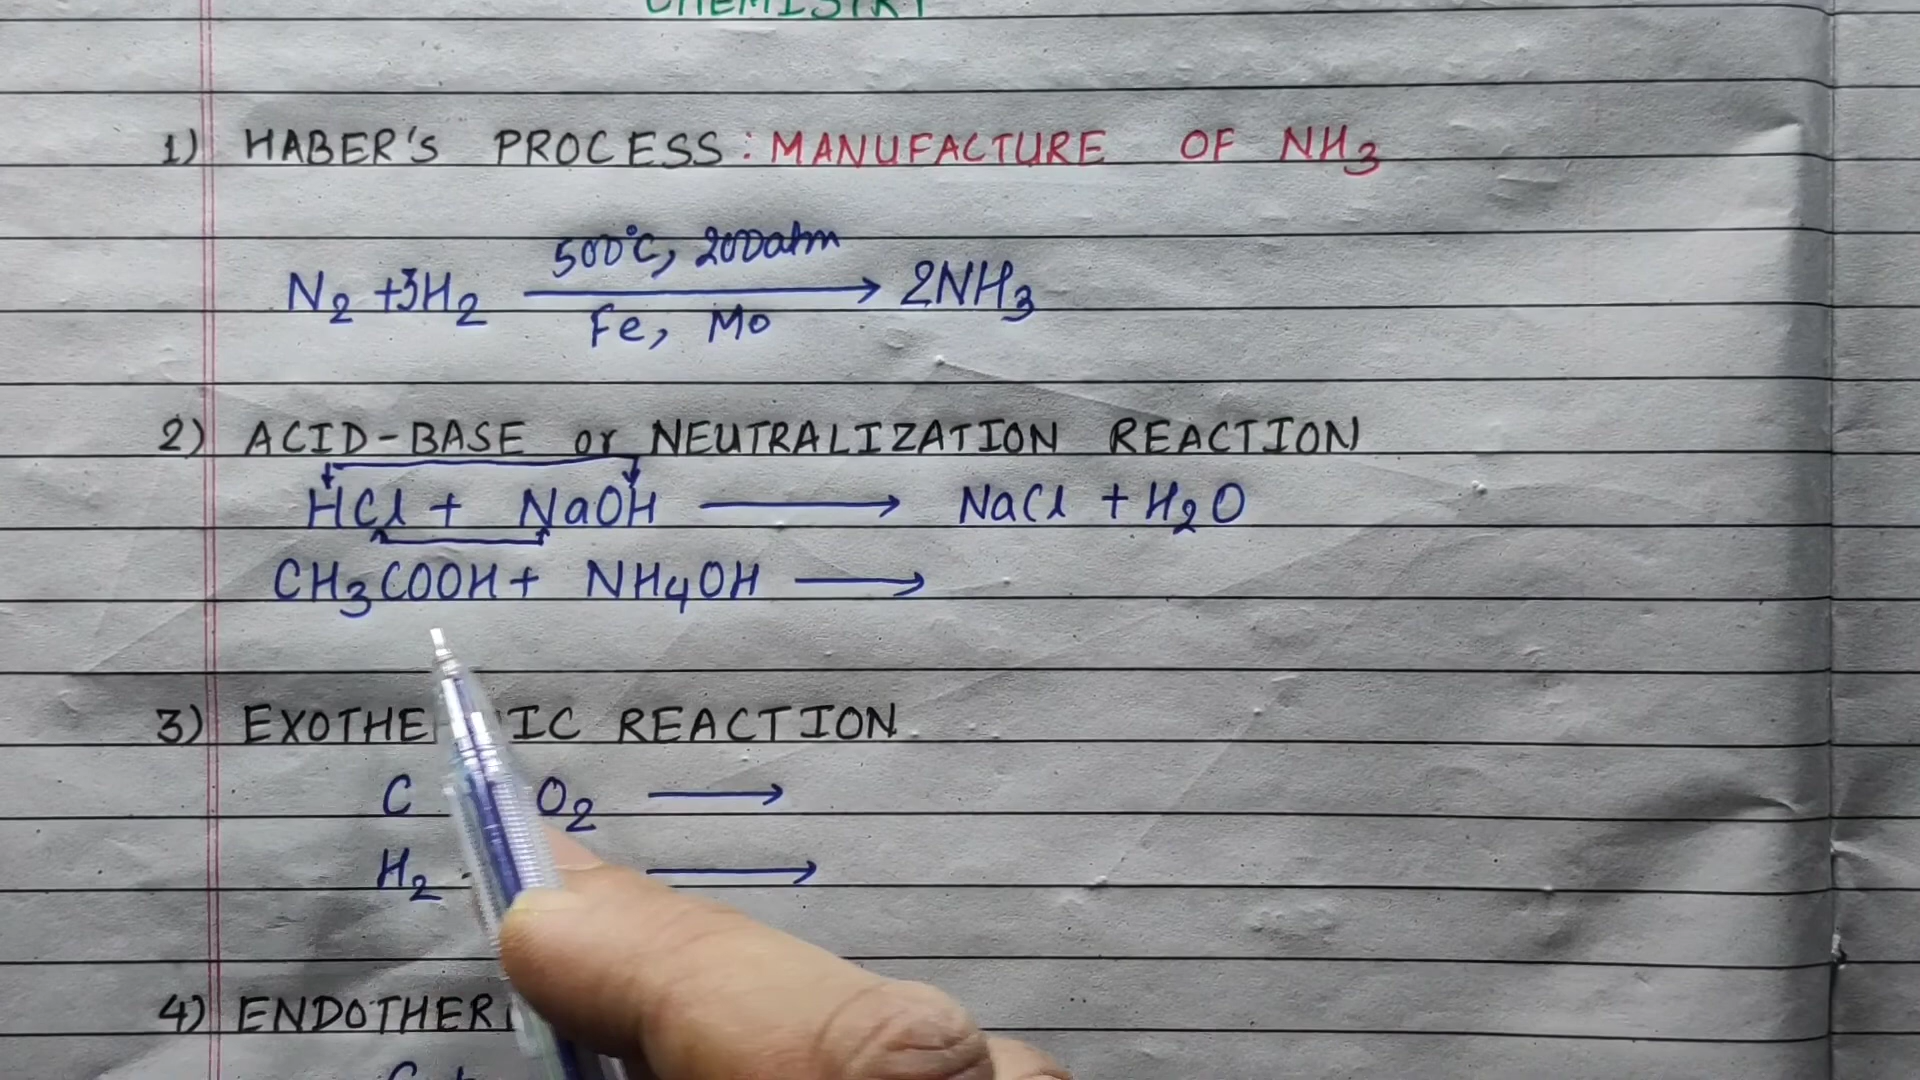 CHEMISTRY
1) HABER's PROCESS: MANUFACTURE OF NH3
500°C, 200atm
N2 +3H2 ⟶ 2NH3
Fe, Mo
2) ACID-BASE or NEUTRALIZATION REACTION
HCl + NaOH ⟶ NaCl + H2O
CH3COOH + NH4OH ⟶
3) EXOTHE IC REACTION
C O2 ⟶
H2 ⟶
4) ENDOTHER